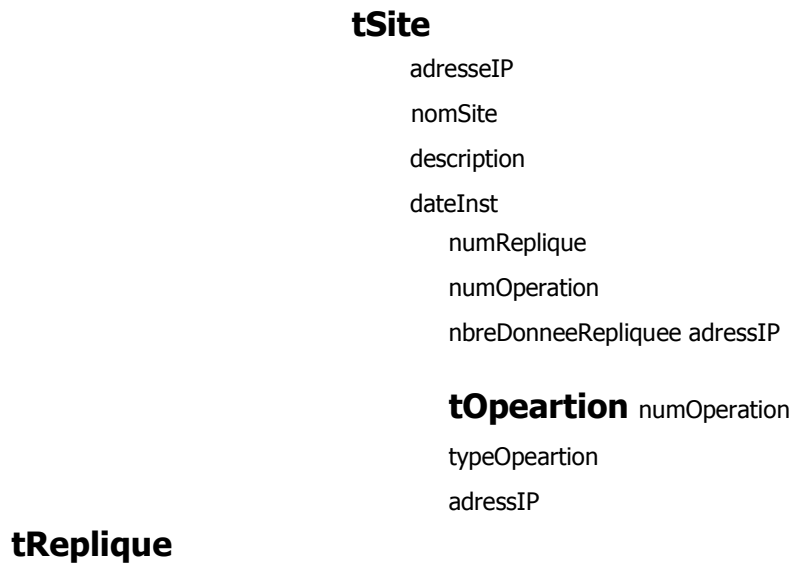 tSite
adresseIP
nomSite
description
dateInst
numReplique
numOperation
nbreDonneeRepliquee adressIP
tOpeartion numOperation
typeOpeartion
adressIP
tReplique